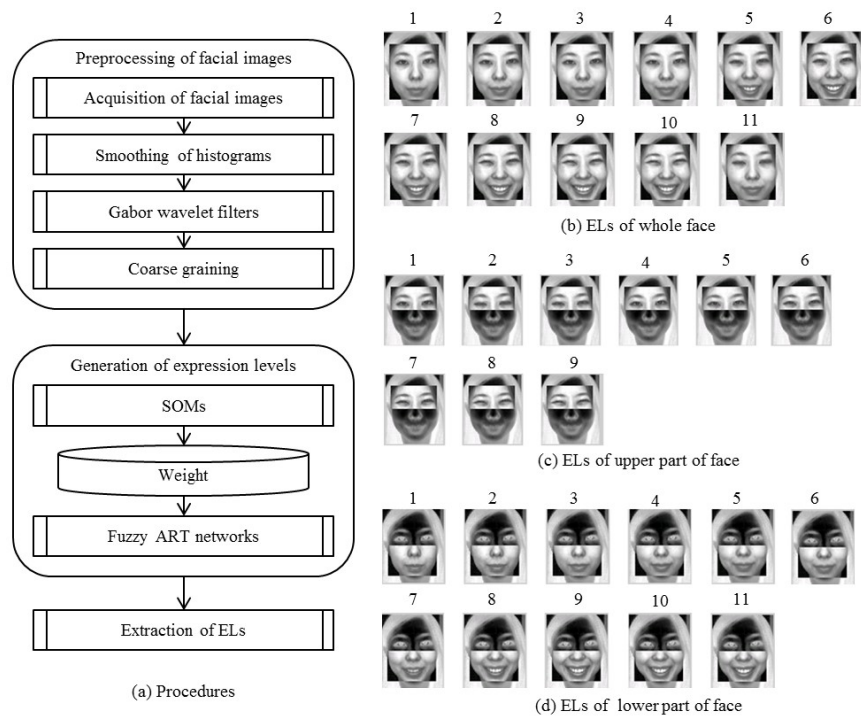 Preprocessing of facial images
Acquisition of facial images
Smoothing of histograms
Gabor wavelet filters
Coarse graining
Generation of expression levels
SOMs
Weight
Fuzzy ART networks
Extraction of ELs
(a) Procedures
1 2 3 4 5 6
7 8 9 10 11
(b) ELs of whole face
1 2 3 4 5 6
7 8 9
(c) ELs of upper part of face
1 2 3 4 5 6
7 8 9 10 11
(d) ELs of lower part of face